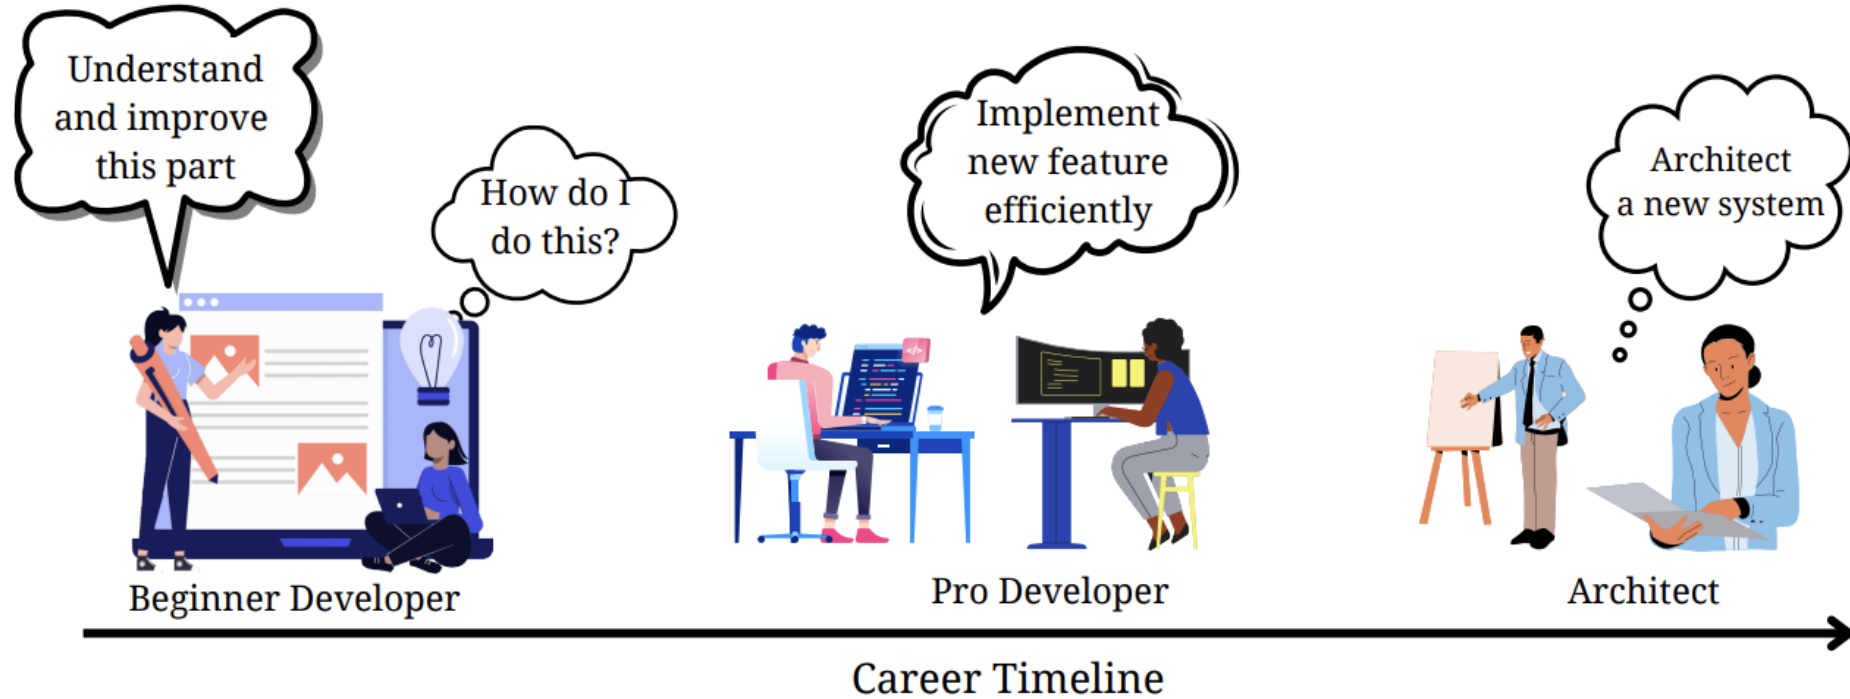 Understand
and improve
this part
How do I
do this?
Implement
new feature
efficiently
Architect
a new system
</>
Beginner Developer
Pro Developer
Architect
Career Timeline